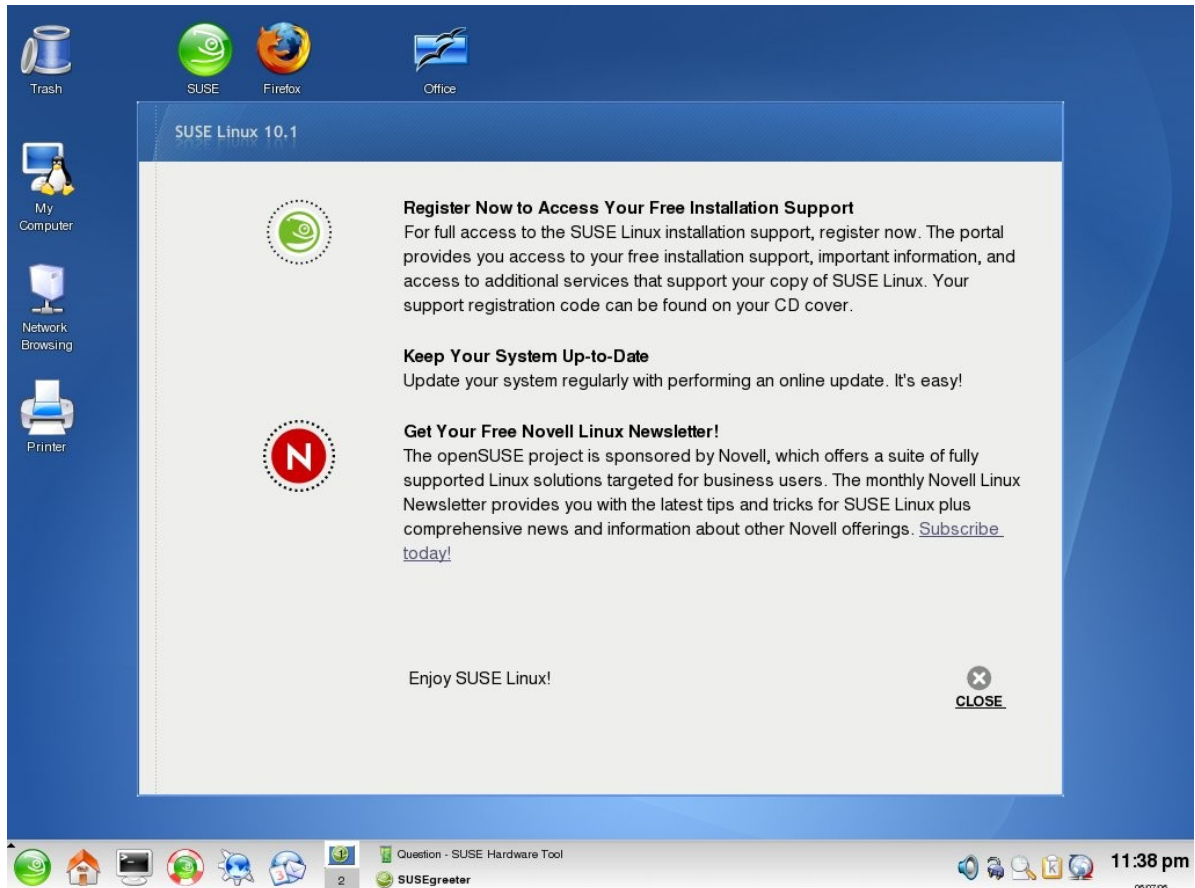 Trash
SUSE
Firefox
Office
My
Computer
Network
Browsing
Printer
SUSE Linux 10.1
Register Now to Access Your Free Installation Support
For full access to the SUSE Linux installation support, register now. The portal
provides you access to your free installation support, important information, and
access to additional services that support your copy of SUSE Linux. Your
support registration code can be found on your CD cover.
Keep Your System Up-to-Date
Update your system regularly with performing an online update. It's easy!
N
Get Your Free Novell Linux Newsletter!
The openSUSE project is sponsored by Novell, which offers a suite of fully
supported Linux solutions targeted for business users. The monthly Novell Linux
Newsletter provides you with the latest tips and tricks for SUSE Linux plus
comprehensive news and information about other Novell offerings. Subscribe
today!
Enjoy SUSE Linux!
CLOSE
1
2
Question - SUSE Hardware Tool
SUSEgreeter
11:38 pm